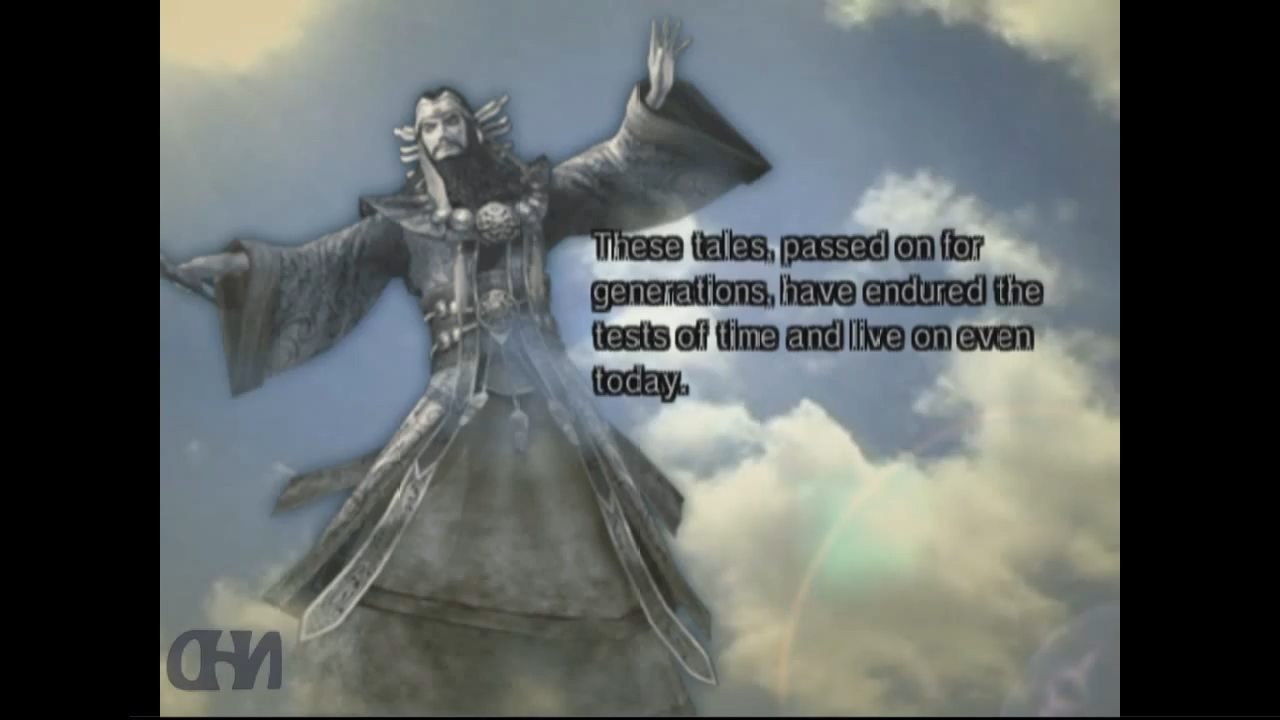 These tales, passed on for
generations, have endured the
tests of time and live on even
today.